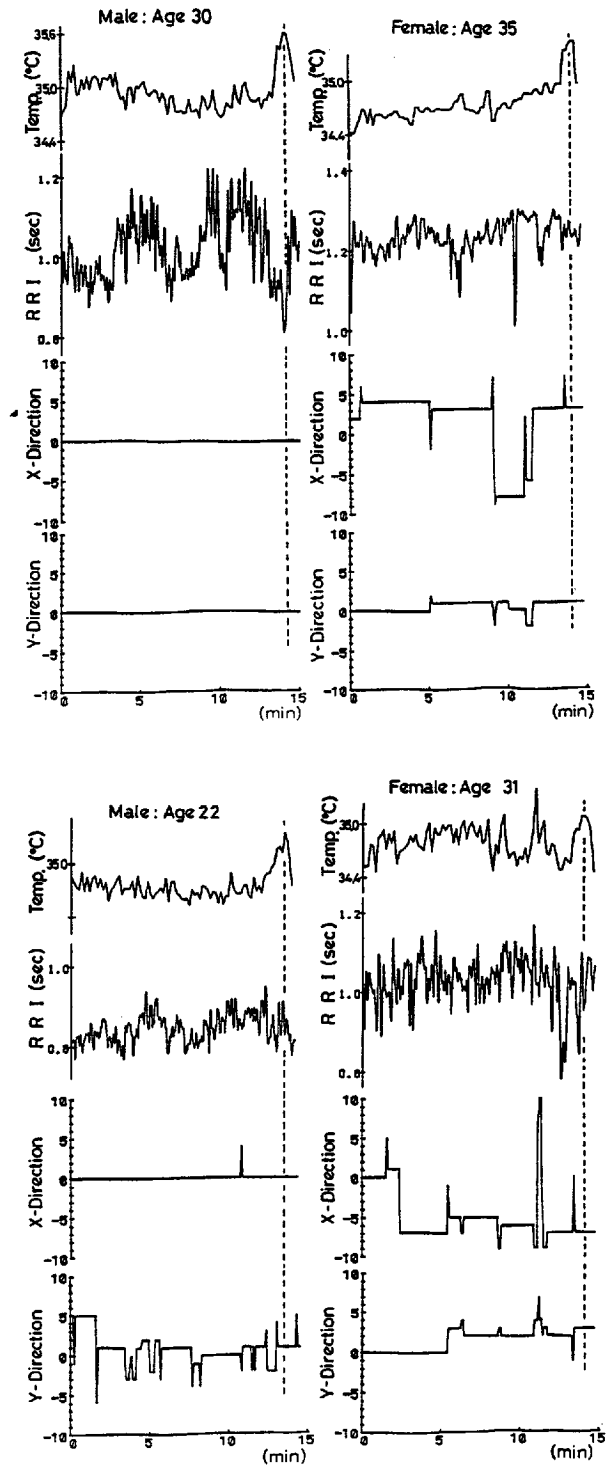 Male: Age 30
Temp. (°C)
35.6
35.0
34.4
R R I (sec)
1.2
1.0
0.8
X-Direction
10
5
0
-5
-10
Y-Direction
10
5
0
-5
-10
0 5 10 15
(min)
Female: Age 35
Temp. (°C)
35.0
34.4
R R I (sec)
1.4
1.2
1.0
X-Direction
10
5
0
-5
-10
Y-Direction
10
5
0
-5
-10
0 5 10 15
(min)
Male: Age 22
Temp. (°C)
35.0
R R I (sec)
1.0
0.8
X-Direction
10
5
0
-5
-10
Y-Direction
10
5
0
-5
-10
0 5 10 15
(min)
Female: Age 31
Temp. (°C)
35.0
34.4
R R I (sec)
1.2
1.0
0.8
X-Direction
10
5
0
-5
-10
Y-Direction
10
5
0
-5
-10
0 5 10 15
(min)